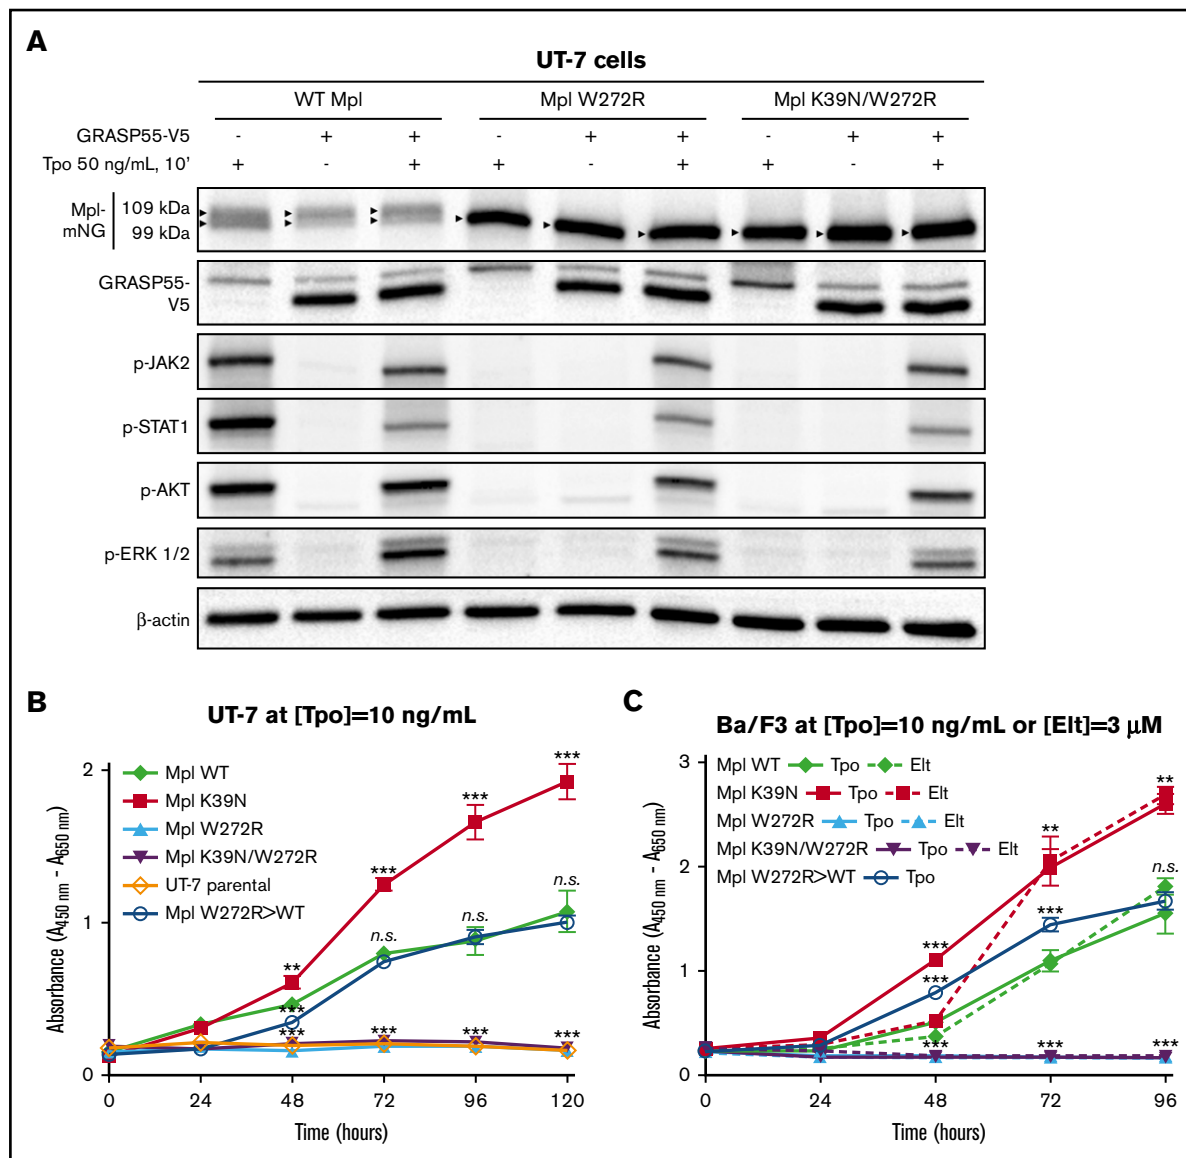 A
UT-7 cells
WT Mpl Mpl W272R Mpl K39N/W272R
GRASP55-V5 - + + - + + - + +
Tpo 50 ng/mL, 10' + - + + - + + - +
Mpl-mNG 109 kDa
99 kDa
GRASP55-V5
p-JAK2
p-STAT1
p-AKT
p-ERK 1/2
β-actin
B
UT-7 at [Tpo]=10 ng/mL
Absorbance (A450 nm - A650 nm)
2
1
0
Mpl WT
Mpl K39N
Mpl W272R
Mpl K39N/W272R
UT-7 parental
Mpl W272R>WT
** *** *** ***
n.s. n.s. n.s.
***
*** *** *** ***
0 24 48 72 96 120
Time (hours)
C
Ba/F3 at [Tpo]=10 ng/mL or [Elt]=3 μM
Absorbance (A450 nm - A650 nm)
3
2
1
0
Mpl WT Tpo Elt
Mpl K39N Tpo Elt
Mpl W272R Tpo Elt
Mpl K39N/W272R Tpo Elt
Mpl W272R>WT Tpo
*** ** **
*** *** n.s.
*** *** ***
0 24 48 72 96
Time (hours)